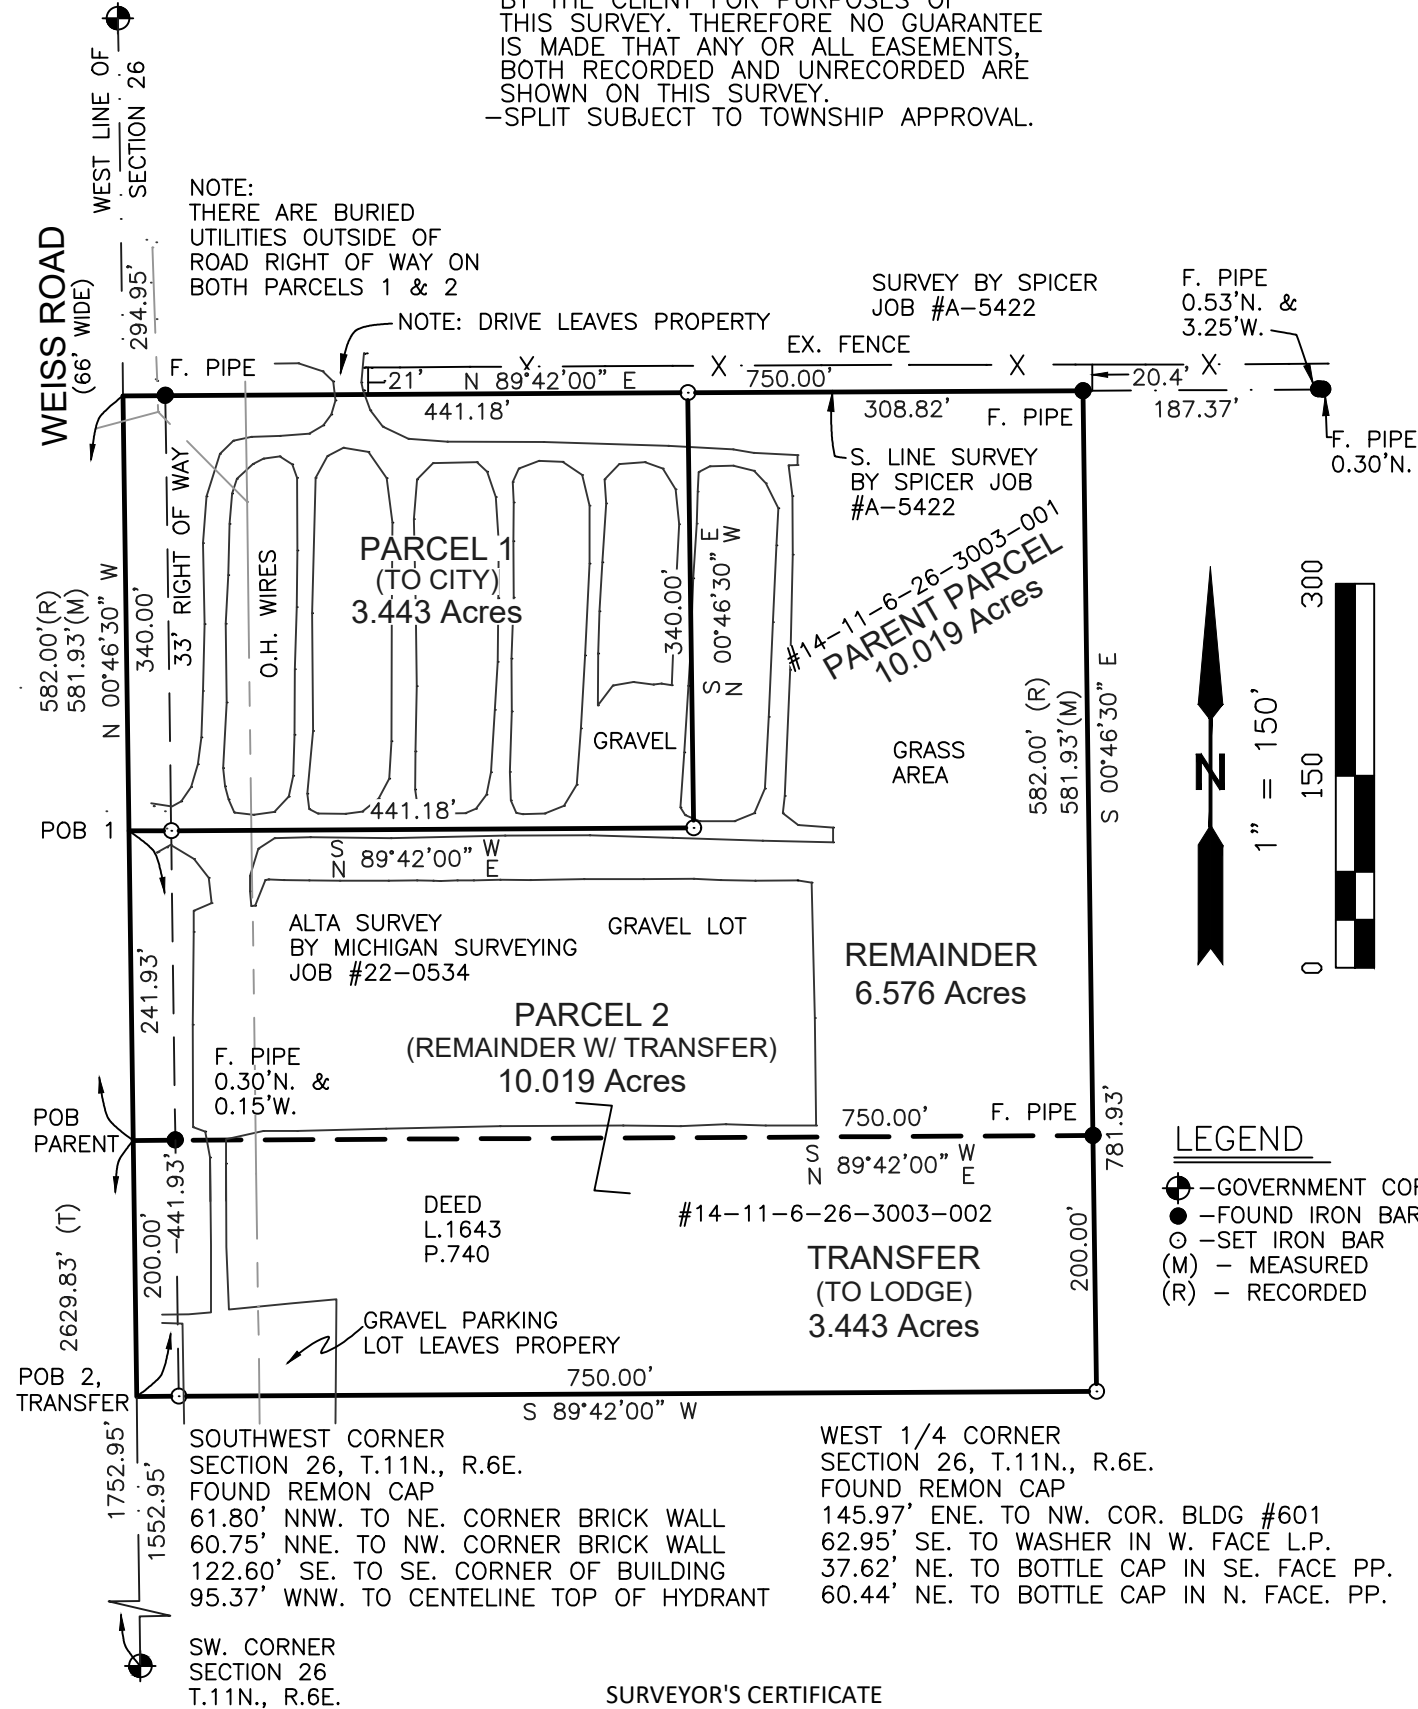 BY THE CLIENT FOR PURPOSES OF
THIS SURVEY. THEREFORE NO GUARANTEE
IS MADE THAT ANY OR ALL EASEMENTS,
BOTH RECORDED AND UNRECORDED ARE
SHOWN ON THIS SURVEY.
-SPLIT SUBJECT TO TOWNSHIP APPROVAL.
WEST LINE OF
SECTION 26
NOTE:
THERE ARE BURIED
UTILITIES OUTSIDE OF
ROAD RIGHT OF WAY ON
BOTH PARCELS 1 & 2
WEISS ROAD
(66' WIDE)
294.95'
NOTE: DRIVE LEAVES PROPERTY
SURVEY BY SPICER
JOB #A-5422
F. PIPE
0.53'N. &
3.25'W.
F. PIPE
EX. FENCE
X X X X
21'
N 89°42'00" E
750.00'
20.4'
441.18'
308.82'
F. PIPE
187.37'
F. PIPE
0.30'N.
S. LINE SURVEY
BY SPICER JOB
#A-5422
#14-11-6-26-3003-001
PARENT PARCEL
10.019 Acres
PARCEL 1
(TO CITY)
3.443 Acres
582.00'(R)
581.93'(M)
N 00°46'30" W
340.00'
33' RIGHT OF WAY
O.H. WIRES
340.00'
S 00°46'30" E
N W
GRAVEL
GRASS
AREA
582.00' (R)
581.93'(M)
S 00°46'30" E
N
1" = 150'
300
150
0
POB 1
441.18'
S 89°42'00" W
N E
ALTA SURVEY
BY MICHIGAN SURVEYING
JOB #22-0534
GRAVEL LOT
REMAINDER
6.576 Acres
PARCEL 2
(REMAINDER W/ TRANSFER)
10.019 Acres
241.93'
F. PIPE
0.30'N. &
0.15'W.
POB
PARENT
750.00'
F. PIPE
S 89°42'00" W
N E
781.93'
LEGEND
-GOVERNMENT COR
-FOUND IRON BAR
-SET IRON BAR
(M) - MEASURED
(R) - RECORDED
2629.83' (T)
200.00'
441.93'
DEED
L.1643
P.740
#14-11-6-26-3003-002
TRANSFER
(TO LODGE)
3.443 Acres
200.00'
GRAVEL PARKING
LOT LEAVES PROPERY
POB 2,
TRANSFER
750.00'
S 89°42'00" W
1752.95'
1552.95'
SOUTHWEST CORNER
SECTION 26, T.11N., R.6E.
FOUND REMON CAP
61.80' NNW. TO NE. CORNER BRICK WALL
60.75' NNE. TO NW. CORNER BRICK WALL
122.60' SE. TO SE. CORNER OF BUILDING
95.37' WNW. TO CENTELINE TOP OF HYDRANT
WEST 1/4 CORNER
SECTION 26, T.11N., R.6E.
FOUND REMON CAP
145.97' ENE. TO NW. COR. BLDG #601
62.95' SE. TO WASHER IN W. FACE L.P.
37.62' NE. TO BOTTLE CAP IN SE. FACE PP.
60.44' NE. TO BOTTLE CAP IN N. FACE. PP.
SW. CORNER
SECTION 26
T.11N., R.6E.
SURVEYOR'S CERTIFICATE